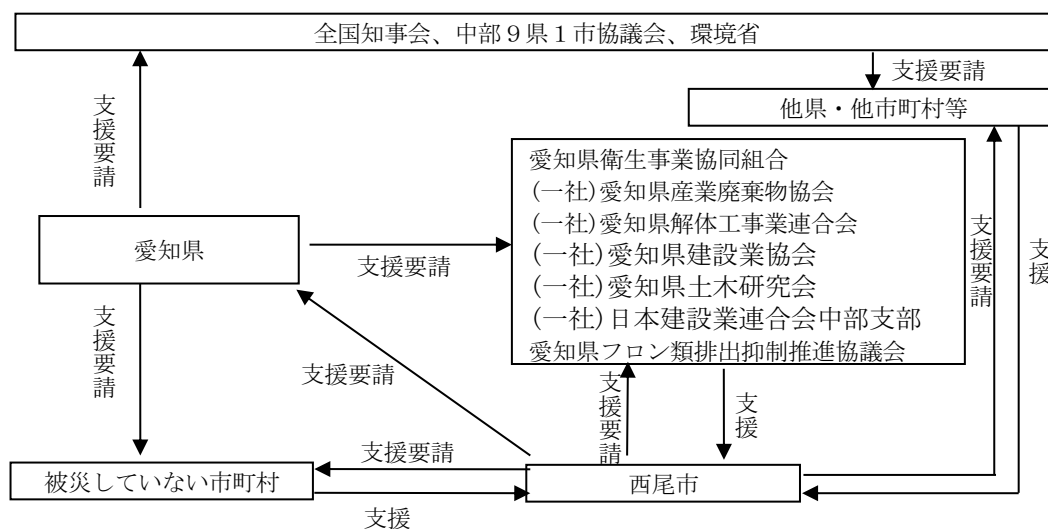 全国知事会、中部９県１市協議会、環境省
支援要請
支援要請
他県・他市町村等
愛知県衛生事業協同組合
(一社)愛知県産業廃棄物協会
(一社)愛知県解体工事業連合会
(一社)愛知県建設業協会
(一社)愛知県土木研究会
(一社)日本建設業連合会中部支部
愛知県フロン類排出抑制推進協議会
愛知県
支援要請
支援要請
支援
支援要請
支援要請
支援要請
支援
支援要請
被災していない市町村
西尾市
支援